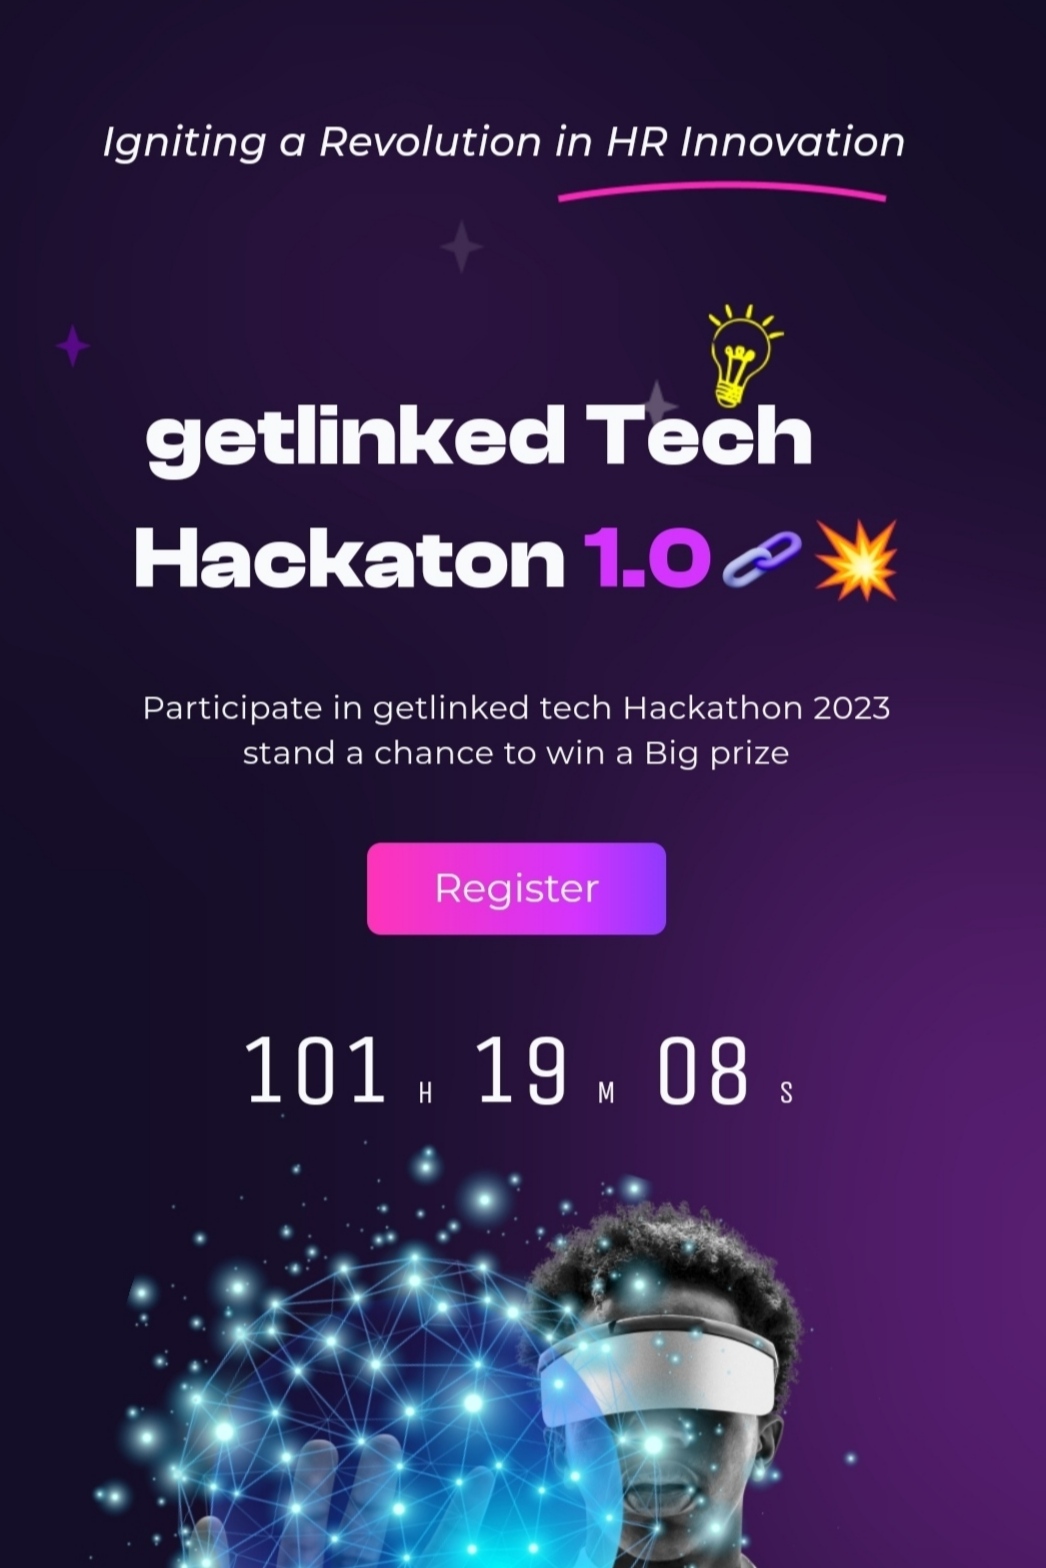 Igniting a Revolution in HR Innovation
getlinked Tech
Hackaton 1.0
Participate in getlinked tech Hackathon 2023
stand a chance to win a Big prize
Register
101 H 19 M 08 S